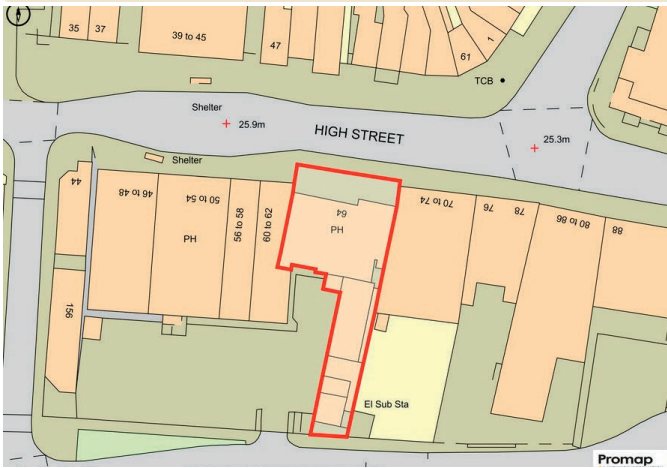 35
37
39 to 45
47
61
1
TCB
Shelter
25.9m
HIGH STREET
25.3m
Shelter
44
46 to 48
50 to 54
PH
56 to 58
60 to 62
64
PH
70 to 74
76
78
80 to 86
88
156
El Sub Sta
Promap